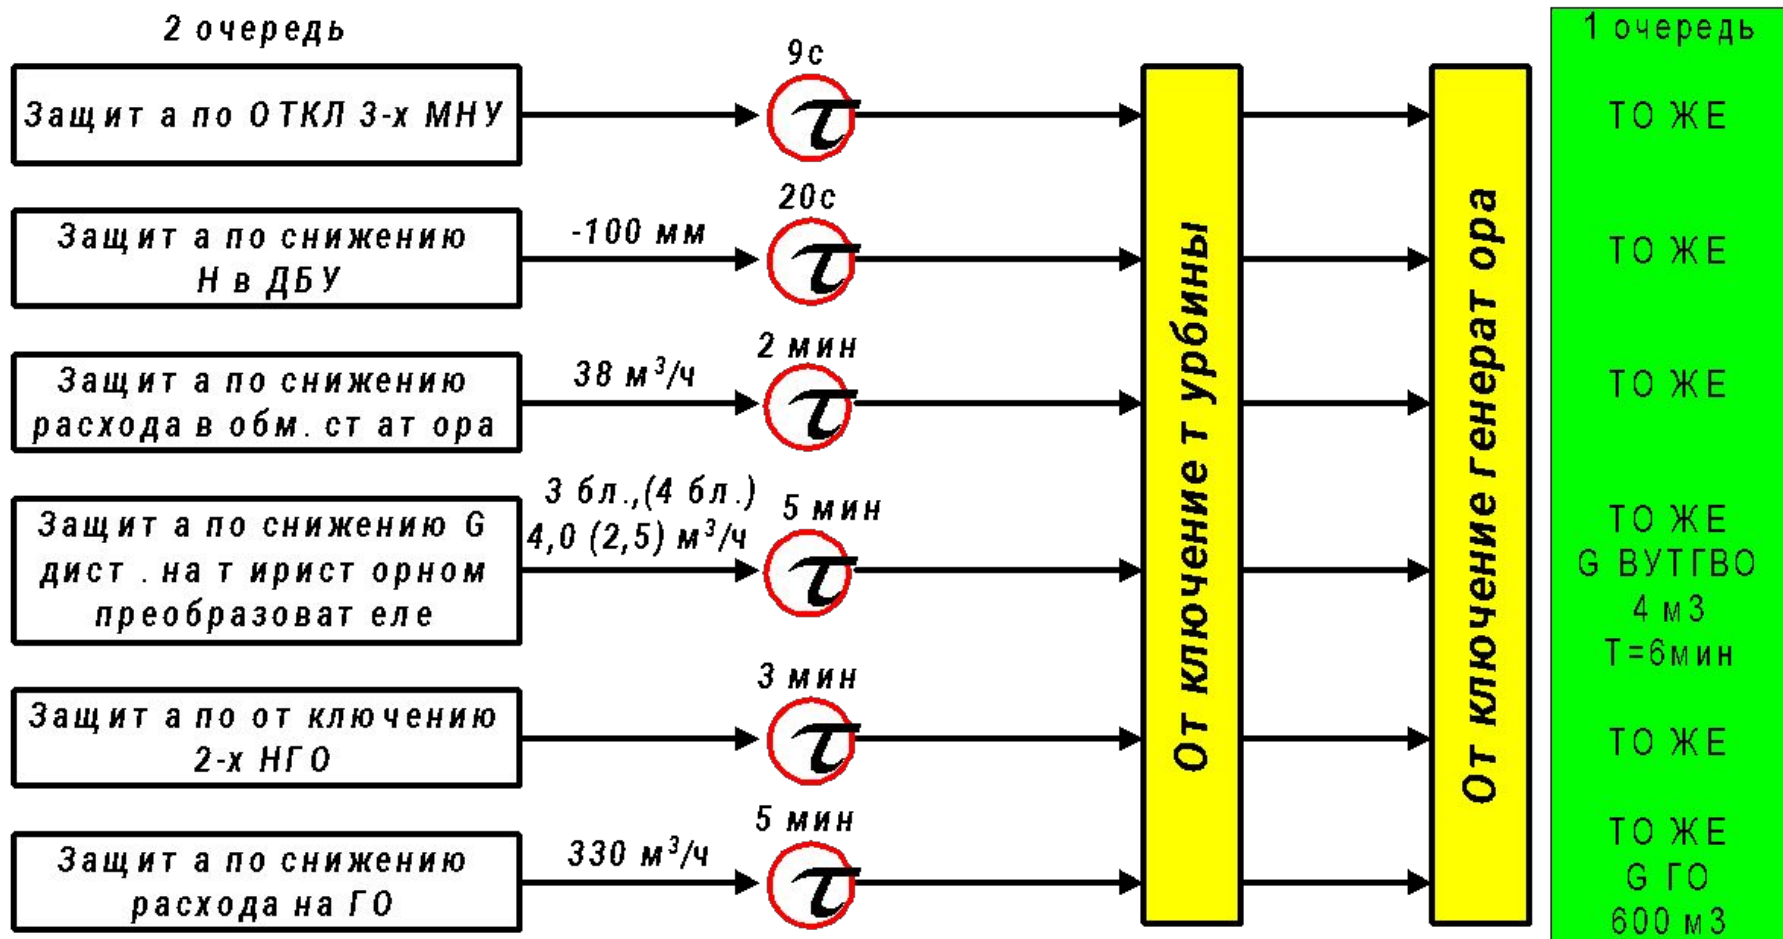 2 очередь
1 очередь
9с
Защит а по ОТКЛ 3-х МНУ
τ
ТО ЖЕ
20с
Защит а по снижению
Н в ДБУ
-100 мм
τ
ТО ЖЕ
2 мин
Защит а по снижению
расхода в обм. ст ат ора
38 м³/ч
τ
ТО ЖЕ
3 бл.,(4 бл.)
4,0 (2,5) м³/ч
5 мин
Защит а по снижению G
дист . на т ирист орном
преобразоват еле
τ
ТО ЖЕ
G ВУТГВО
4 м3
Т=6мин
3 мин
Защит а по от ключению
2-х НГО
τ
ТО ЖЕ
5 мин
Защит а по снижению
расхода на ГО
330 м³/ч
τ
ТО ЖЕ
G ГО
600 м3
От ключение т урбины
От ключение генерат ора